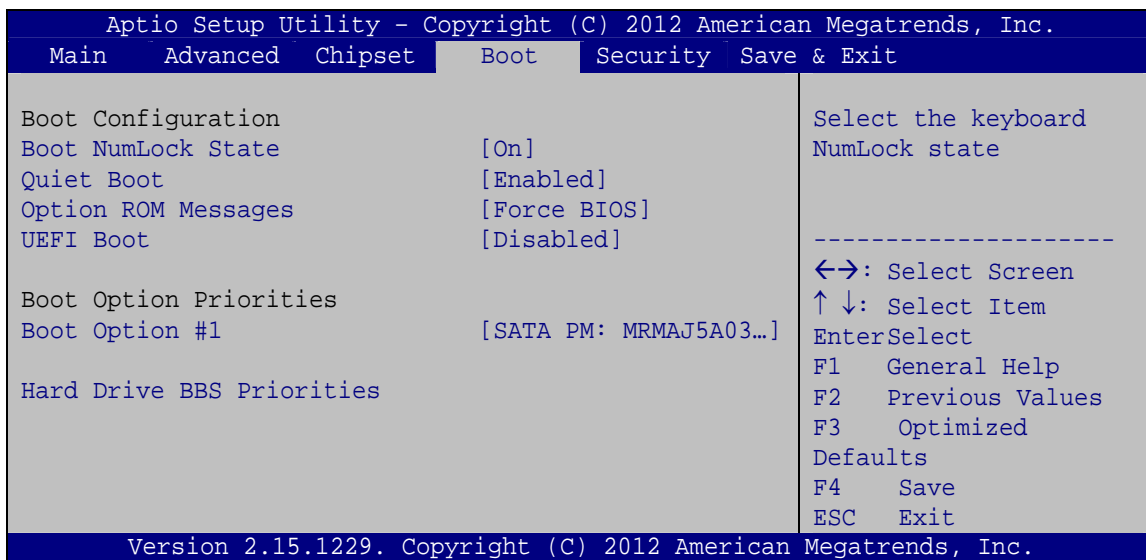 Aptio Setup Utility – Copyright (C) 2012 American Megatrends, Inc.
Main Advanced Chipset Boot Security Save & Exit
Boot Configuration
Boot NumLock State [On]
Quiet Boot [Enabled]
Option ROM Messages [Force BIOS]
UEFI Boot [Disabled]
Boot Option Priorities
Boot Option #1 [SATA PM: MRMAJ5A03…]
Hard Drive BBS Priorities
Select the keyboard
NumLock state
---------------------
←→: Select Screen
↑ ↓: Select Item
EnterSelect
F1 General Help
F2 Previous Values
F3 Optimized
Defaults
F4 Save
ESC Exit
Version 2.15.1229. Copyright (C) 2012 American Megatrends, Inc.